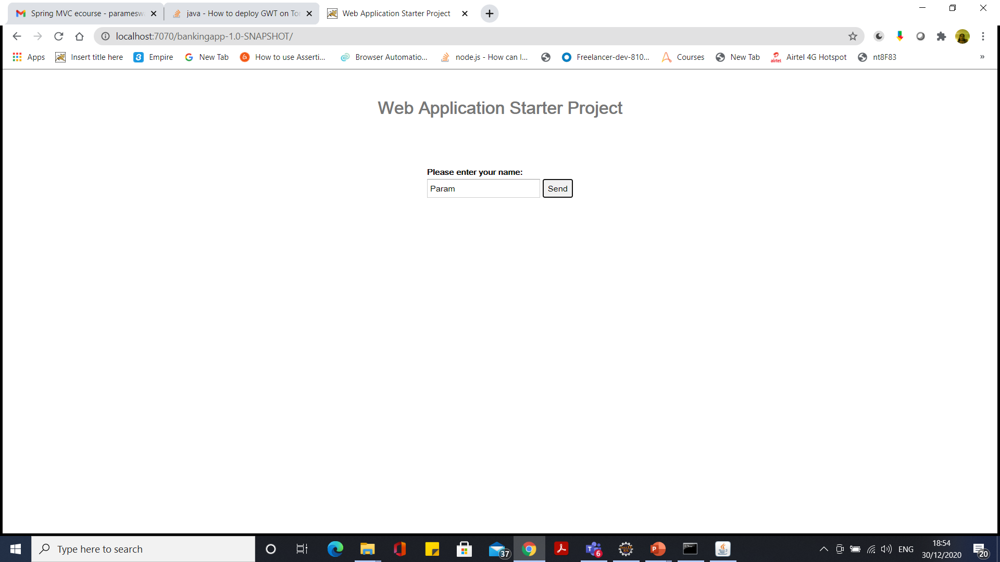 Spring MVC ecourse - paramesw
java - How to deploy GWT on To
Web Application Starter Project
localhost:7070/bankingapp-1.0-SNAPSHOT/
Apps
Insert title here
Empire
New Tab
How to use Asserti...
Browser Automatio...
node.js - How can I...
Freelancer-dev-810...
Courses
New Tab
airtel
Airtel 4G Hotspot
nt8F83
»
Web Application Starter Project
Please enter your name:
Param
Send
Type here to search
37
6
ENG
18:54
30/12/2020
20